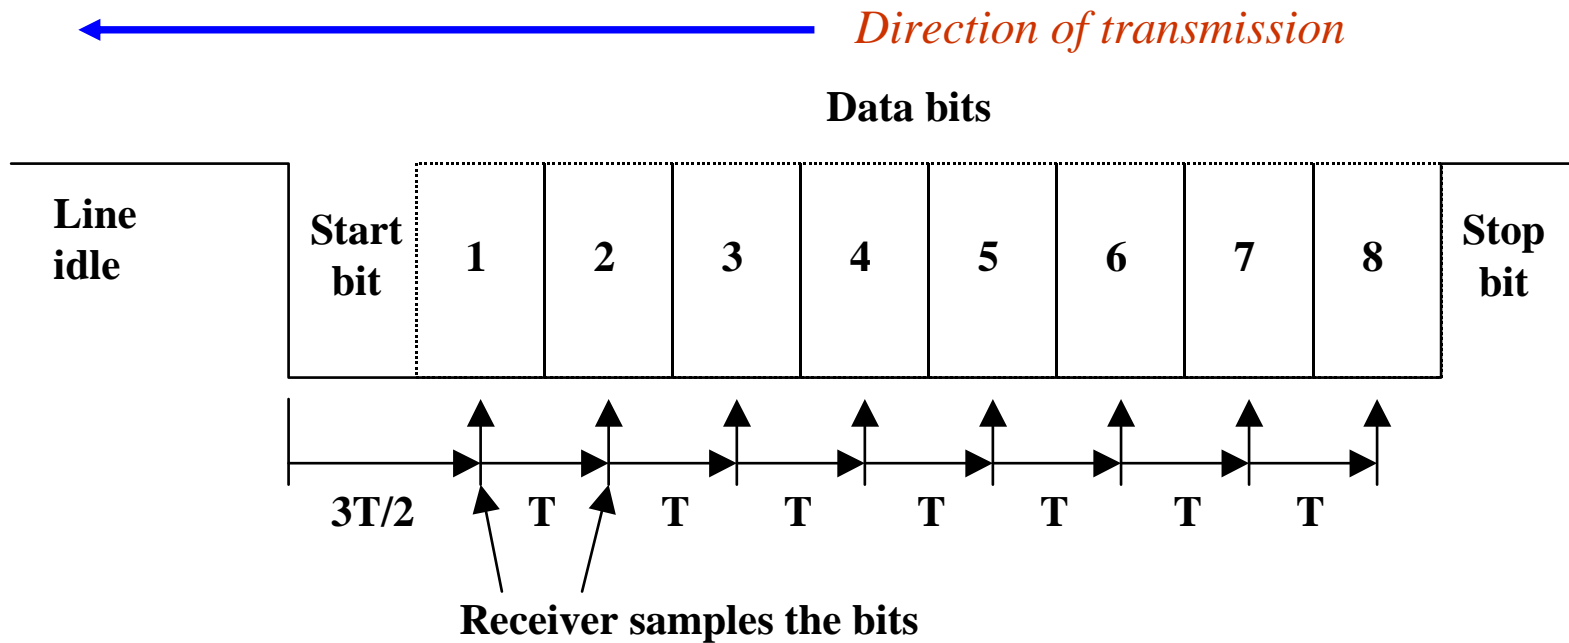 Direction of transmission
Data bits
Line
idle
Start
bit
1 2 3 4 5 6 7 8
Stop
bit
3T/2 T T T T T T T
Receiver samples the bits